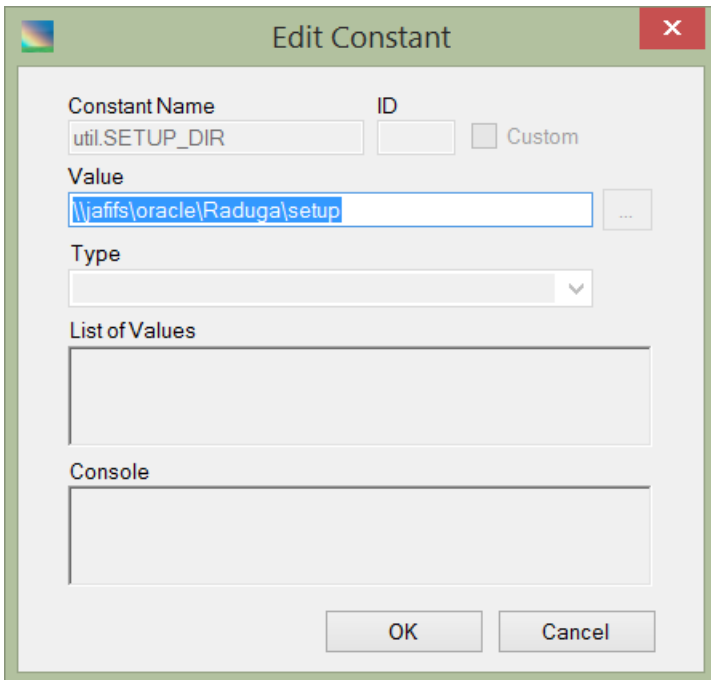 Edit Constant
Constant Name ID
util.SETUP_DIR Custom
Value
\\jafifs\oracle\Raduga\setup ...
Type
List of Values
Console
OK Cancel